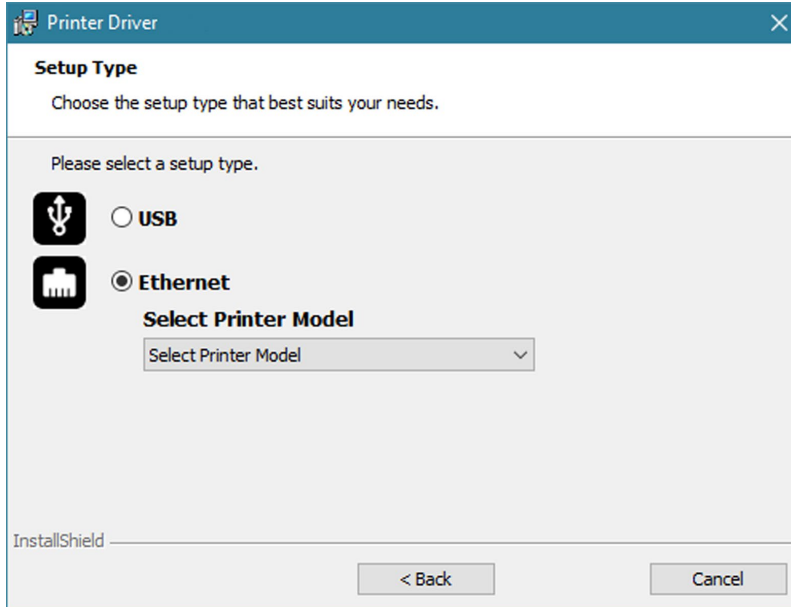 Printer Driver
Setup Type
Choose the setup type that best suits your needs.
Please select a setup type.
USB
Ethernet
Select Printer Model
Select Printer Model
InstallShield
< Back
Cancel